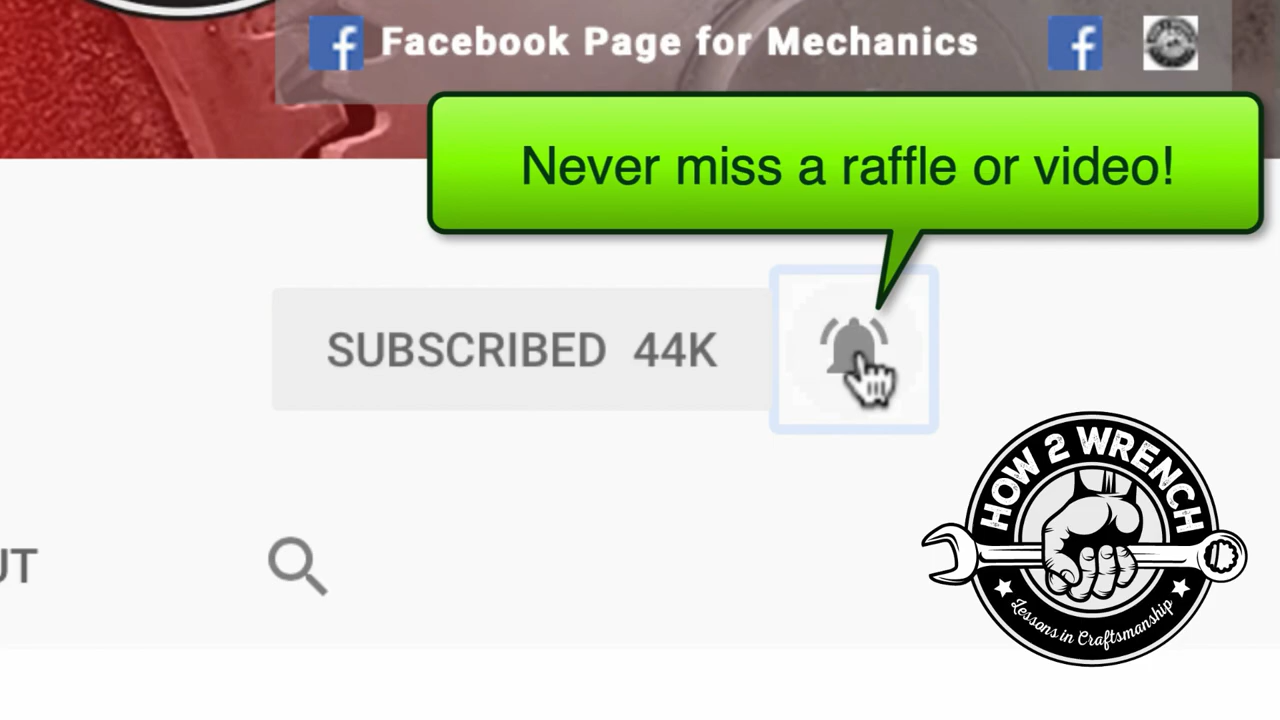 Facebook Page for Mechanics
Never miss a raffle or video!
SUBSCRIBED 44K
UT
HOW 2 WRENCH
Lessons in Craftsmanship